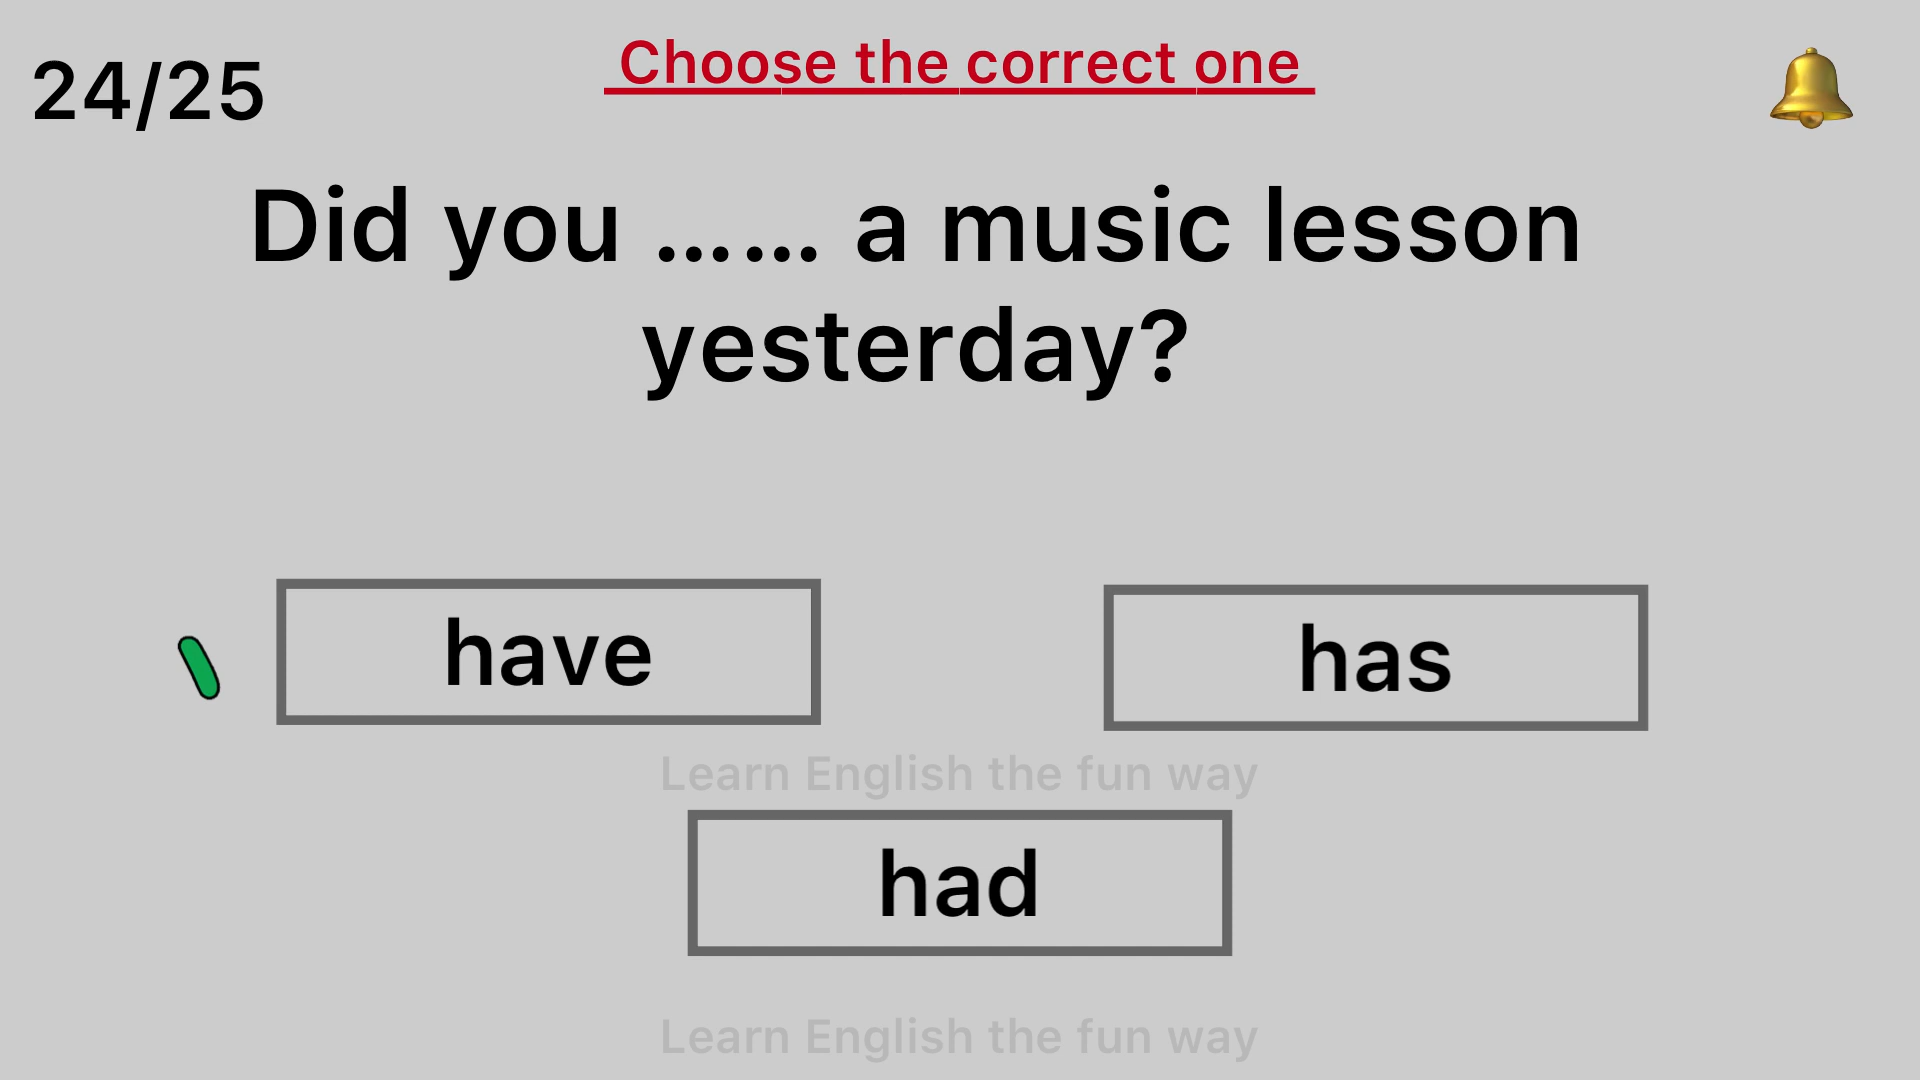 24/25
Choose the correct one
Did you ...... a music lesson
yesterday?
have
has
Learn English the fun way
had
Learn English the fun way